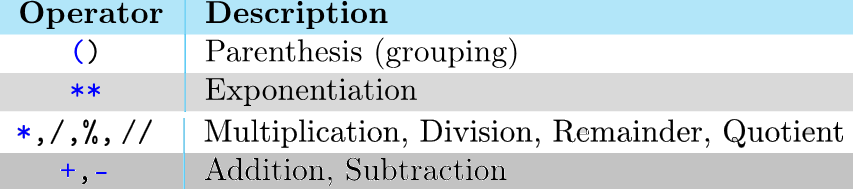 Operator Description
() Parenthesis (grouping)
** Exponentiation
*,/,%,// Multiplication, Division, Remainder, Quotient
+,- Addition, Subtraction